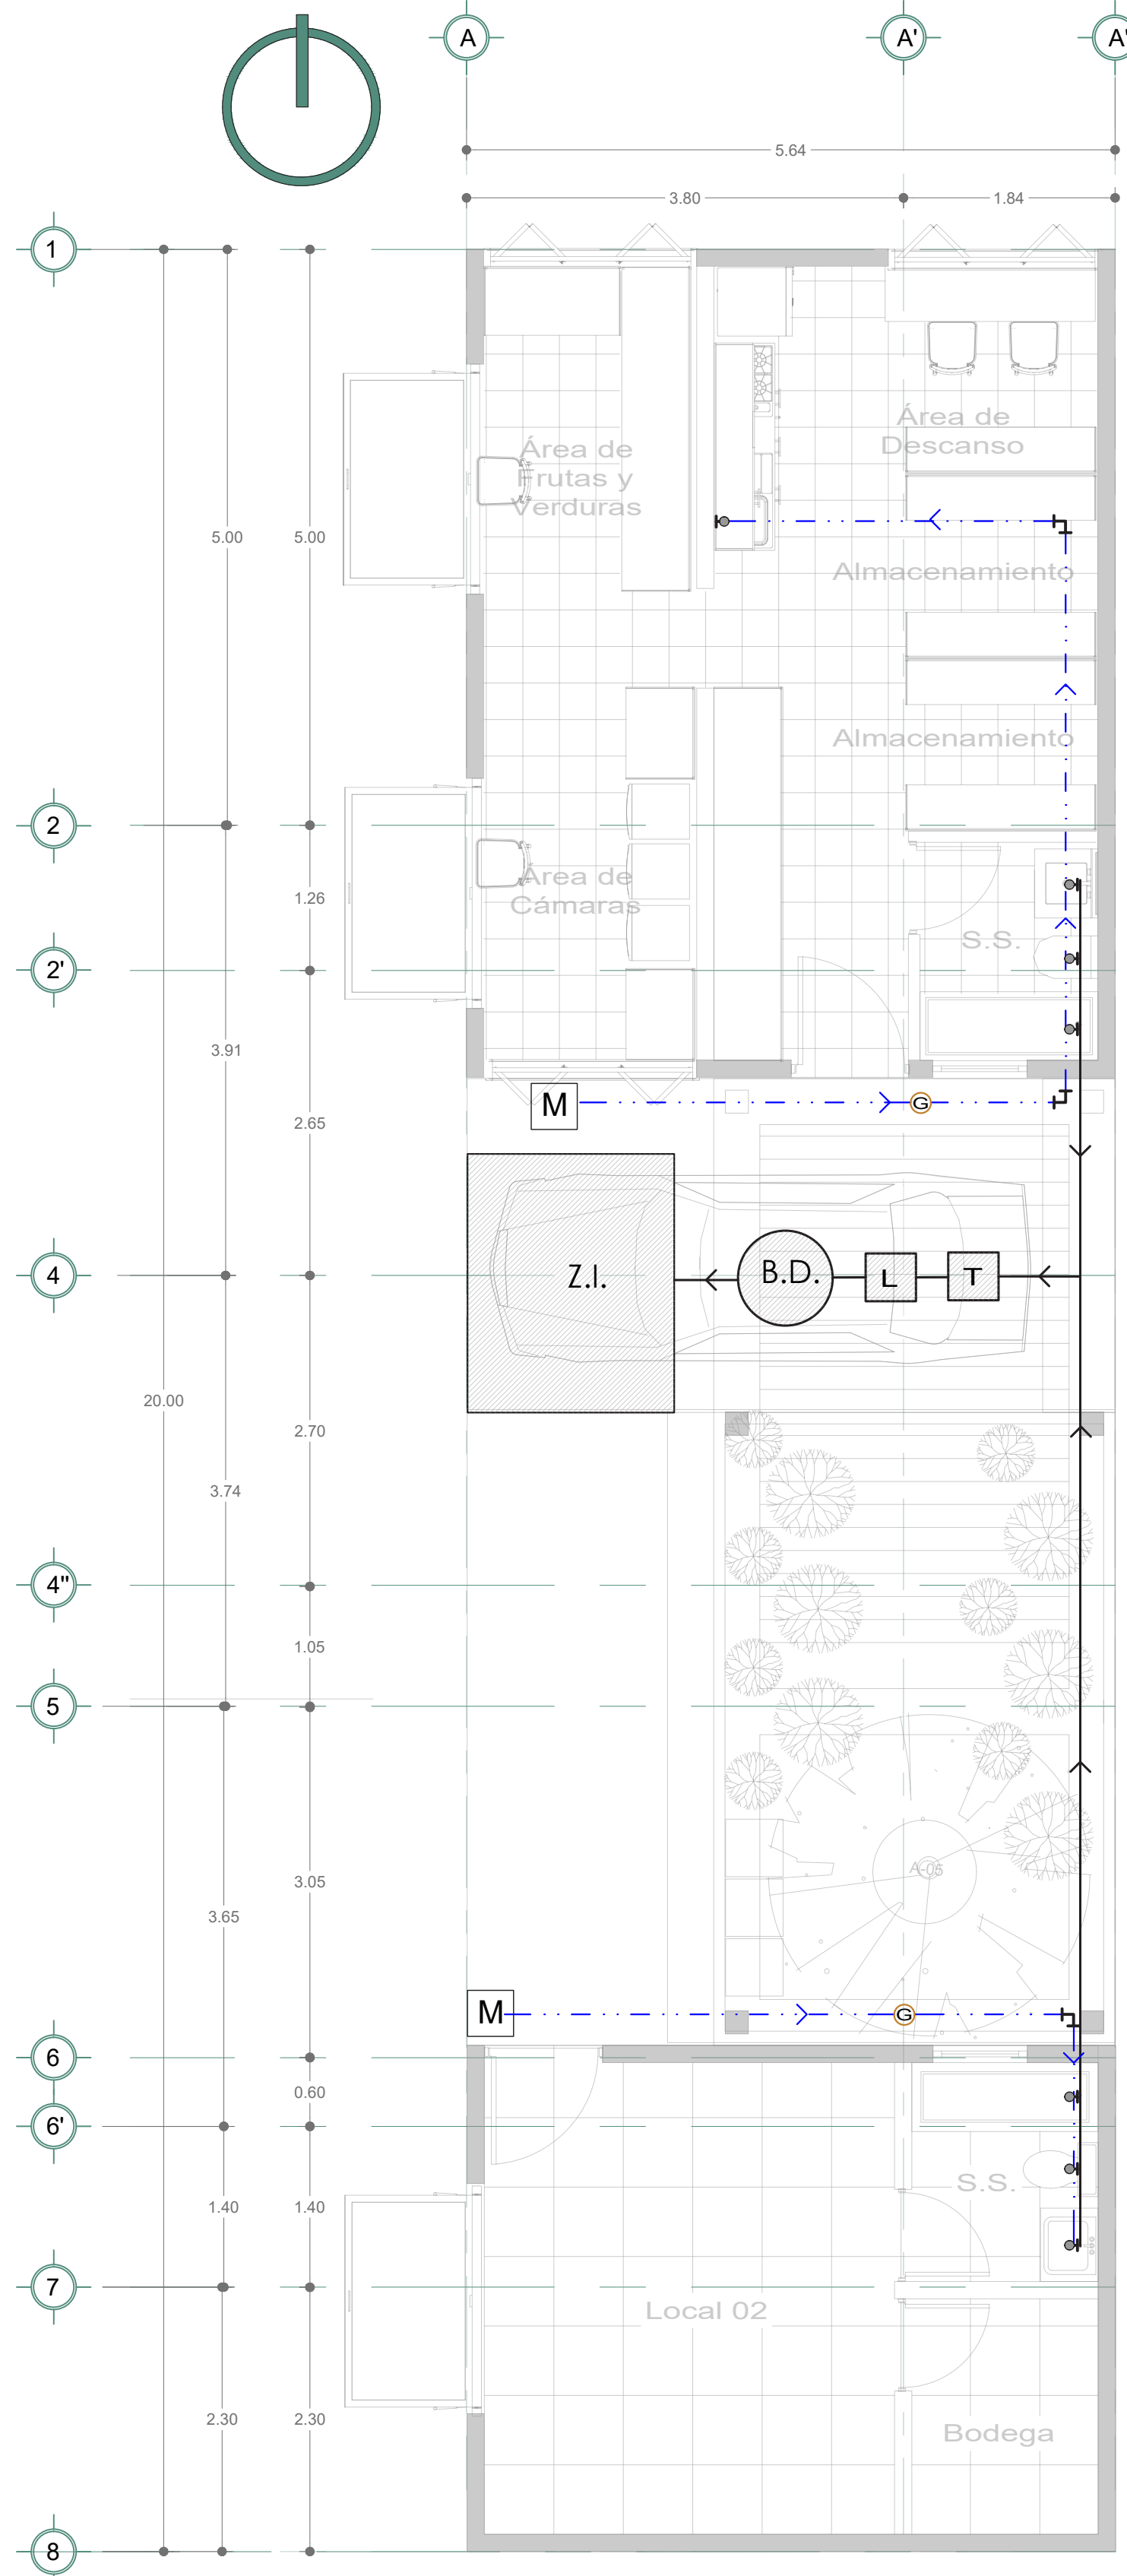 A
A'
A'
5.64
3.80
1.84
1
Área de
Frutas y
Verduras
Área de
Descanso
5.00
5.00
Almacenamiento
Almacenamiento
2
Área de
Cámaras
1.26
S.S.
2'
3.91
M
G
2.65
4
Z.I.
B.D.
L
T
20.00
2.70
3.74
4"
1.05
5
A-05
3.05
3.65
M
G
6
0.60
6'
S.S.
1.40
1.40
7
Local 02
2.30
2.30
Bodega
8